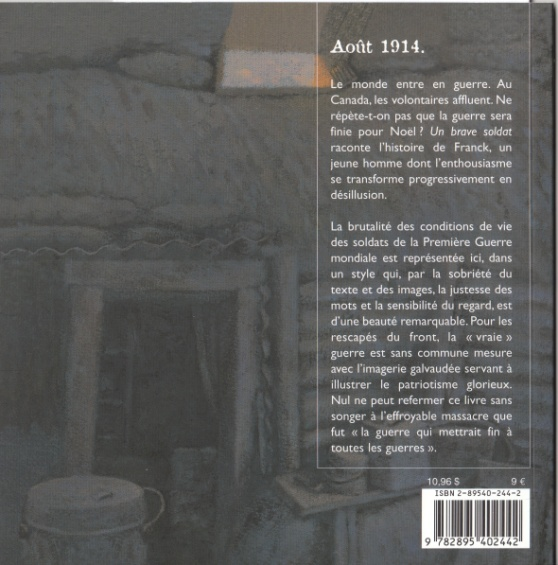 Août 1914.
Le monde entre en guerre. Au
Canada, les volontaires affluent. Ne
répète-t-on pas que la guerre sera
finie pour Noël ? Un brave soldat
raconte l'histoire de Franck, un
jeune homme dont l'enthousiasme
se transforme progressivement en
désillusion.
La brutalité des conditions de vie
des soldats de la Première Guerre
mondiale est représentée ici, dans
un style qui, par la sobriété du
texte et des images, la justesse des
mots et la sensibilité du regard, est
d'une beauté remarquable. Pour les
rescapés du front, la « vraie »
guerre est sans commune mesure
avec l'imagerie galvaudée servant à
illustrer le patriotisme glorieux.
Nul ne peut refermer ce livre sans
songer à l'effroyable massacre que
fut « la guerre qui mettrait fin à
toutes les guerres ».
10,96 $ 9 €
ISBN 2-89540-244-2
9 782895 402442